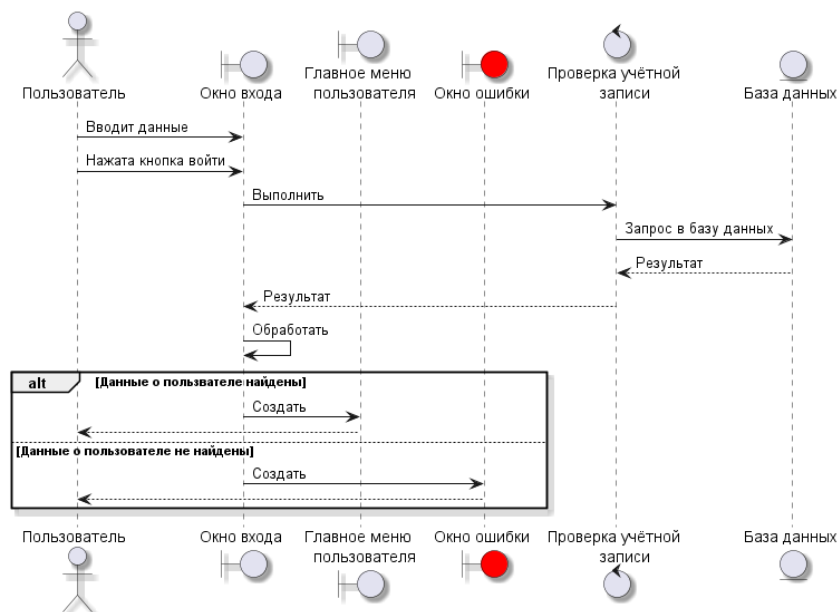 Пользователь
Окно входа
Главное меню
пользователя
Окно ошибки
Проверка учётной
записи
База данных
Вводит данные
Нажата кнопка войти
Выполнить
Запрос в базу данных
Результат
Результат
Обработать
alt [Данные о пользвателе найдены]
Создать
[Данные о пользователе не найдены]
Создать
Пользователь
Окно входа
Главное меню
пользователя
Окно ошибки
Проверка учётной
записи
База данных